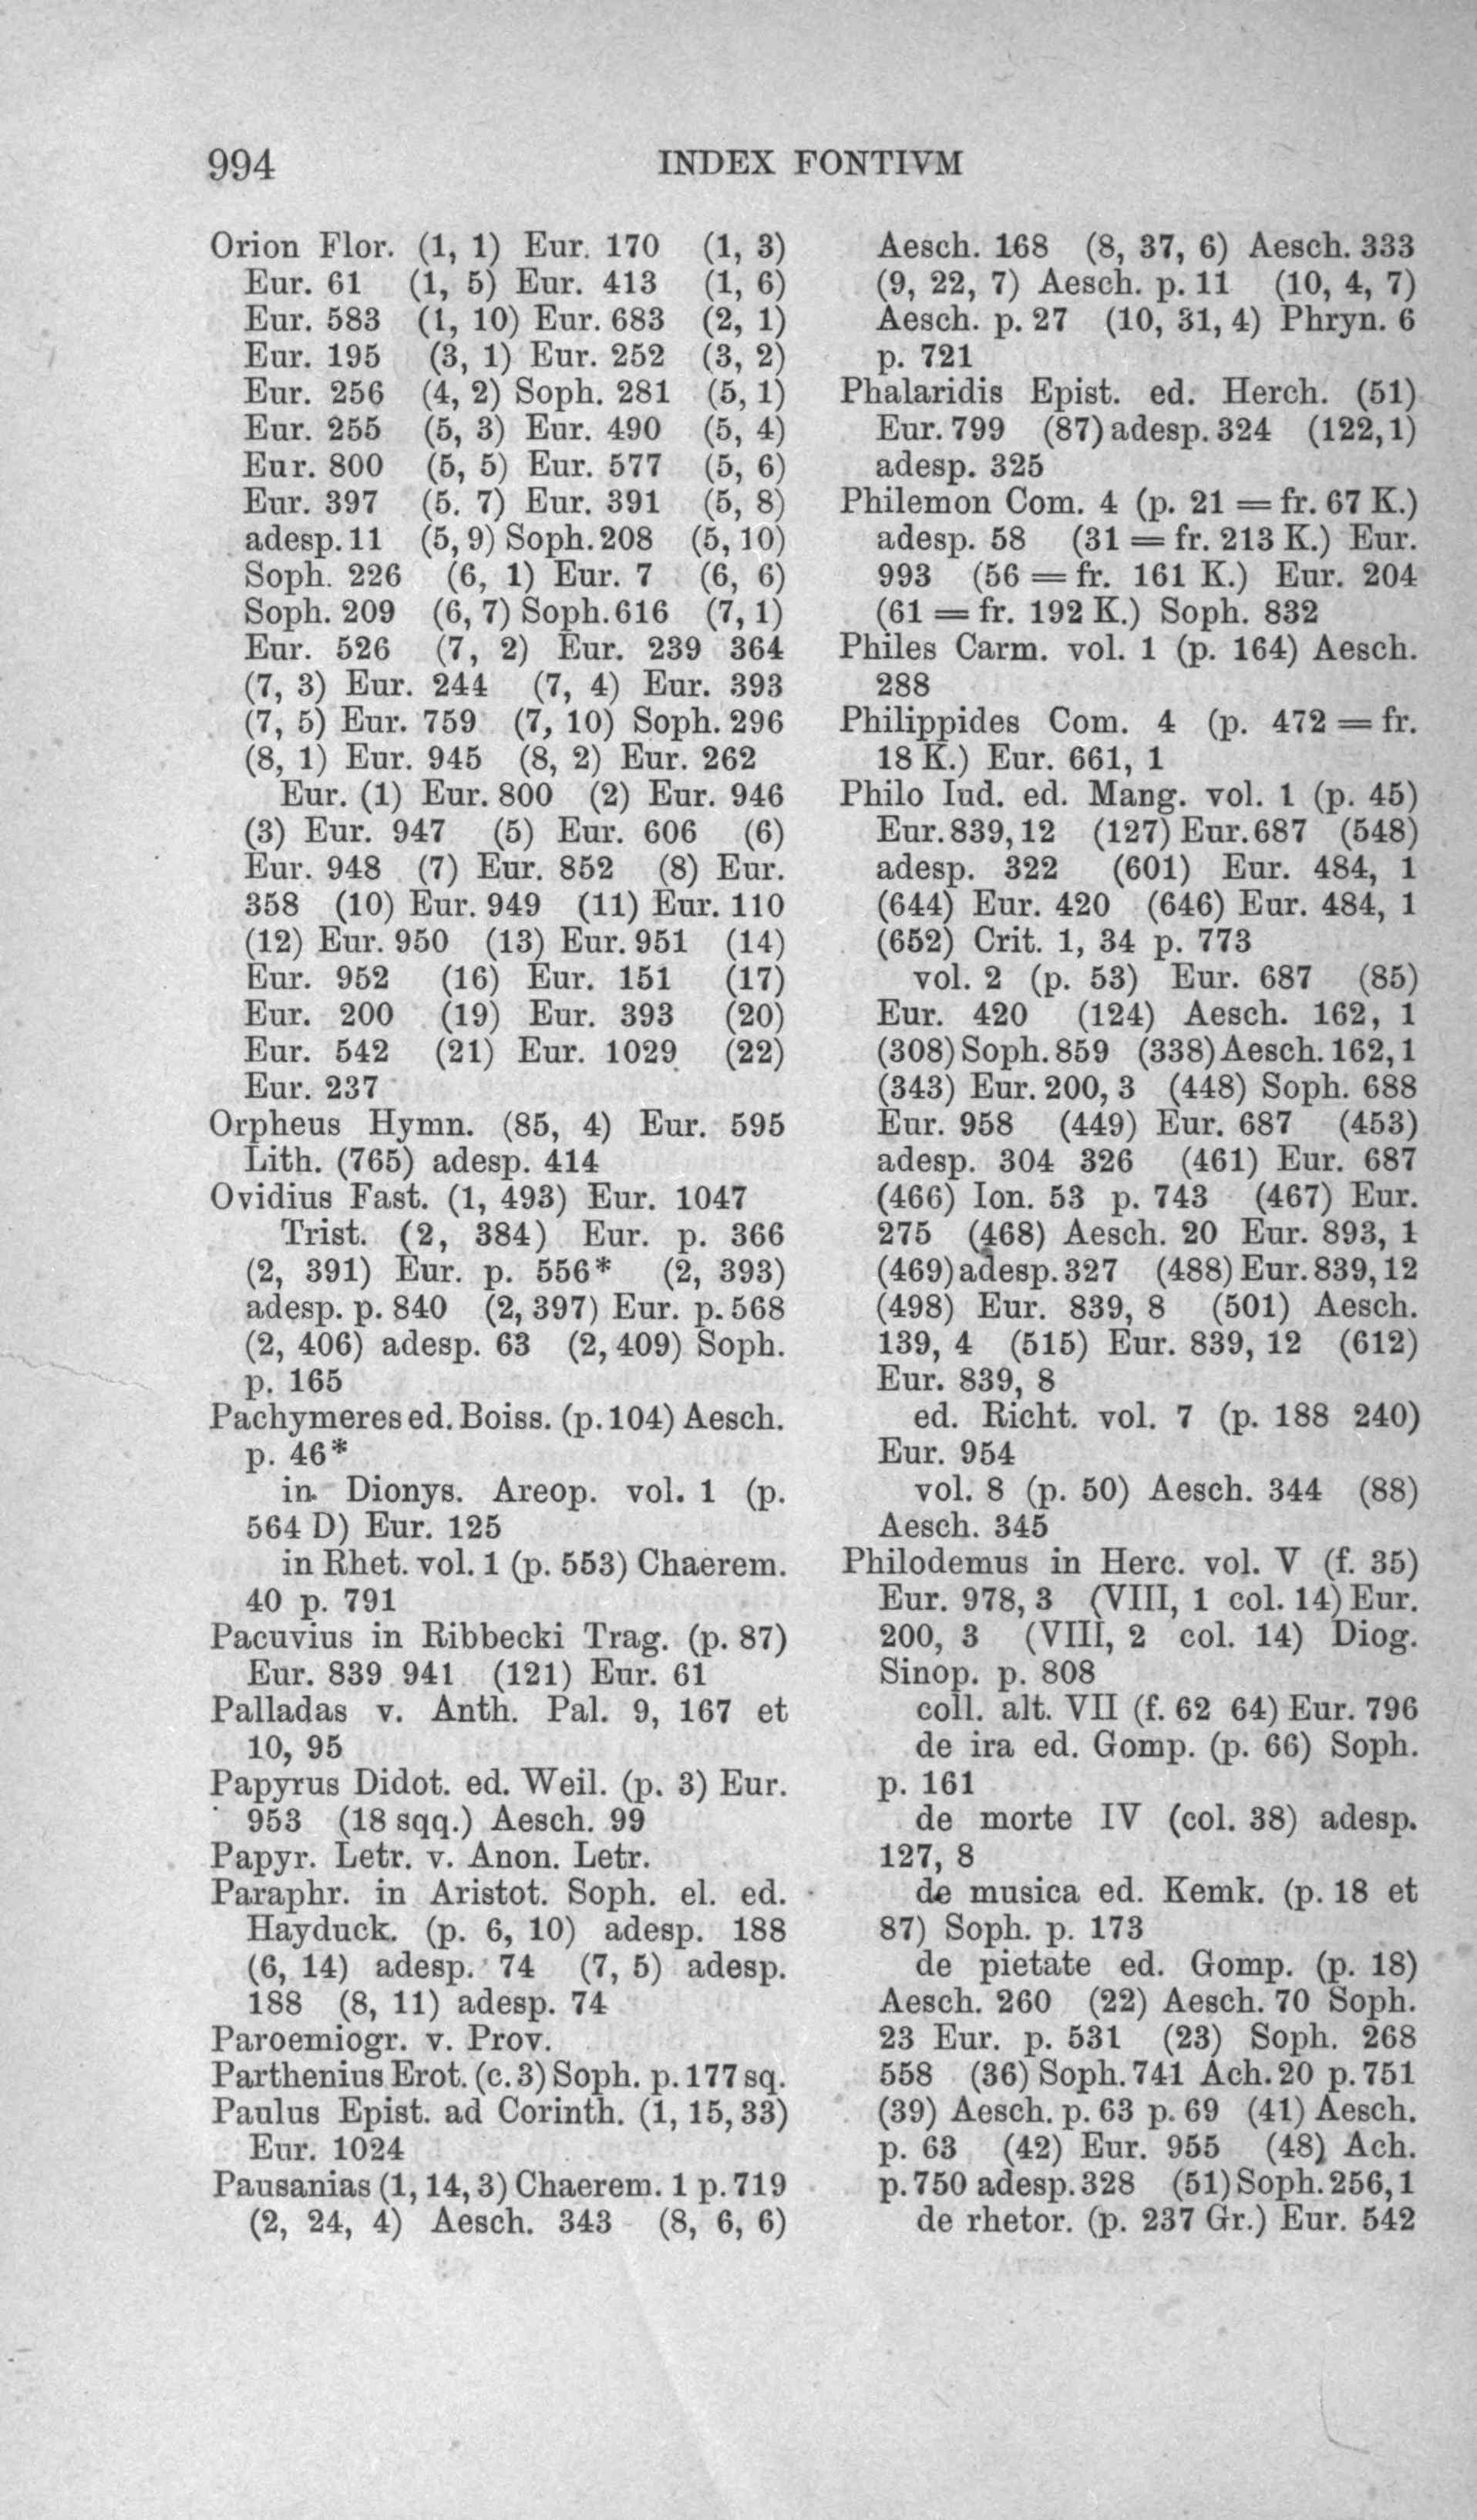 994
INDEX FONTIVM
Orion Flor. (1, 1) Eur. 170 (1, 3)
Eur. 61 (1, 5) Eur. 413 (1, 6)
Eur. 583 (1, 10) Eur. 683 (2, 1)
Eur. 195 (3, 1) Eur. 252 (3, 2)
Eur. 256 (4, 2) Soph. 281 (5, 1)
Eur. 255 (5, 3) Eur. 490 (5, 4)
Eur. 800 (5, 5) Eur. 577 (5, 6)
Eur. 397 (5. 7) Eur. 391 (5, 8)
adesp. 11 (5, 9) Soph. 208 (5, 10)
Soph. 226 (6, 1) Eur. 7 (6, 6)
Soph. 209 (6, 7) Soph. 616 (7, 1)
Eur. 526 (7, 2) Eur. 239 364
(7, 3) Eur. 244 (7, 4) Eur. 393
(7, 5) Eur. 759 (7, 10) Soph. 296
(8, 1) Eur. 945 (8, 2) Eur. 262
Eur. (1) Eur. 800 (2) Eur. 946
(3) Eur. 947 (5) Eur. 606 (6)
Eur. 948 (7) Eur. 852 (8) Eur.
358 (10) Eur. 949 (11) Eur. 110
(12) Eur. 950 (13) Eur. 951 (14)
Eur. 952 (16) Eur. 151 (17)
Eur. 200 (19) Eur. 393 (20)
Eur. 542 (21) Eur. 1029 (22)
Eur. 237
Orpheus Hymn. (85, 4) Eur. 595
Lith. (765) adesp. 414
Ovidius Fast. (1, 493) Eur. 1047
Trist. (2, 384) Eur. p. 366
(2, 391) Eur. p. 556* (2, 393)
adesp. p. 840 (2, 397) Eur. p. 568
(2, 406) adesp. 63 (2, 409) Soph.
p. 165
Pachymeres ed. Boiss. (p. 104) Aesch.
p. 46*
in Dionys. Areop. vol. 1 (p.
564 D) Eur. 125
in Rhet. vol. 1 (p. 553) Chaerem.
40 p. 791
Pacuvius in Ribbecki Trag. (p. 87)
Eur. 839 941 (121) Eur. 61
Palladas v. Anth. Pal. 9, 167 et
10, 95
Papyrus Didot. ed. Weil. (p. 3) Eur.
953 (18 sqq.) Aesch. 99
Papyr. Letr. v. Anon. Letr.
Paraphr. in Aristot. Soph. el. ed.
Hayduck. (p. 6, 10) adesp. 188
(6, 14) adesp. 74 (7, 5) adesp.
188 (8, 11) adesp. 74
Paroemiogr. v. Prov.
Parthenius Erot. (c. 3) Soph. p. 177 sq.
Paulus Epist. ad Corinth. (1, 15, 33)
Eur. 1024
Pausanias (1, 14, 3) Chaerem. 1 p. 719
(2, 24, 4) Aesch. 343 (8, 6, 6)
Aesch. 168 (8, 37, 6) Aesch. 333
(9, 22, 7) Aesch. p. 11 (10, 4, 7)
Aesch. p. 27 (10, 31, 4) Phryn. 6
p. 721
Phalaridis Epist. ed. Herch. (51)
Eur. 799 (87) adesp. 324 (122, 1)
adesp. 325
Philemon Com. 4 (p. 21 = fr. 67 K.)
adesp. 58 (31 = fr. 213 K.) Eur.
993 (56 = fr. 161 K.) Eur. 204
(61 = fr. 192 K.) Soph. 832
Philes Carm. vol. 1 (p. 164) Aesch.
288
Philippides Com. 4 (p. 472 = fr.
18 K.) Eur. 661, 1
Philo Iud. ed. Mang. vol. 1 (p. 45)
Eur. 839, 12 (127) Eur. 687 (548)
adesp. 322 (601) Eur. 484, 1
(644) Eur. 420 (646) Eur. 484, 1
(652) Crit. 1, 34 p. 773
vol. 2 (p. 53) Eur. 687 (85)
Eur. 420 (124) Aesch. 162, 1
(308) Soph. 859 (338) Aesch. 162, 1
(343) Eur. 200, 3 (448) Soph. 688
Eur. 958 (449) Eur. 687 (453)
adesp. 304 326 (461) Eur. 687
(466) Ion. 53 p. 743 (467) Eur.
275 (468) Aesch. 20 Eur. 893, 1
(469) adesp. 327 (488) Eur. 839, 12
(498) Eur. 839, 8 (501) Aesch.
139, 4 (515) Eur. 839, 12 (612)
Eur. 839, 8
ed. Richt. vol. 7 (p. 188 240)
Eur. 954
vol. 8 (p. 50) Aesch. 344 (88)
Aesch. 345
Philodemus in Herc. vol. V (f. 35)
Eur. 978, 3 (VIII, 1 col. 14) Eur.
200, 3 (VIII, 2 col. 14) Diog.
Sinop. p. 808
coll. alt. VII (f. 62 64) Eur. 796
de ira ed. Gomp. (p. 66) Soph.
p. 161
de morte IV (col. 38) adesp.
127, 8
de musica ed. Kemk. (p. 18 et
87) Soph. p. 173
de pietate ed. Gomp. (p. 18)
Aesch. 260 (22) Aesch. 70 Soph.
23 Eur. p. 531 (23) Soph. 268
558 (36) Soph. 741 Ach. 20 p. 751
(39) Aesch. p. 63 p. 69 (41) Aesch.
p. 63 (42) Eur. 955 (48) Ach.
p. 750 adesp. 328 (51) Soph. 256, 1
de rhetor. (p. 237 Gr.) Eur. 542